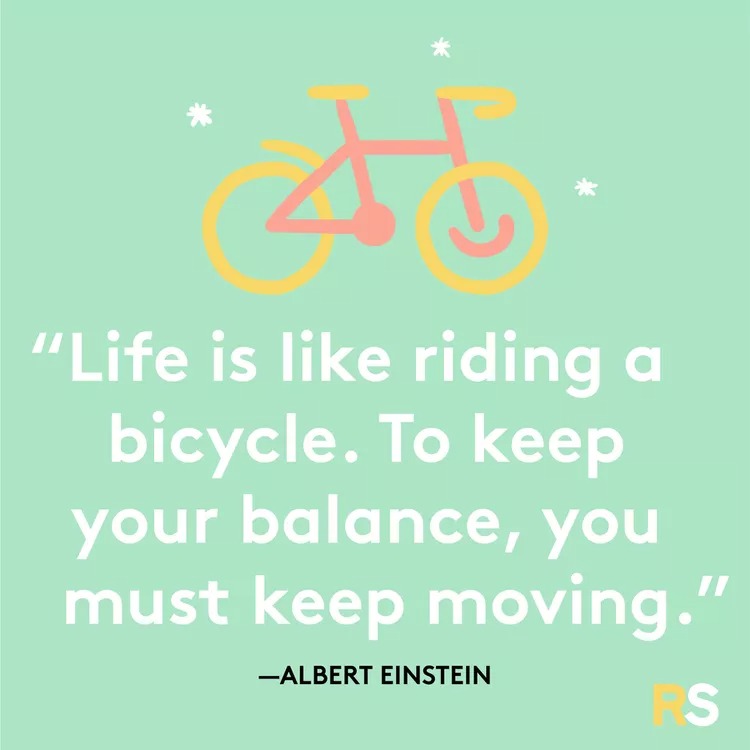 “Life is like riding a
bicycle. To keep
your balance, you
must keep moving.”
—ALBERT EINSTEIN
RS